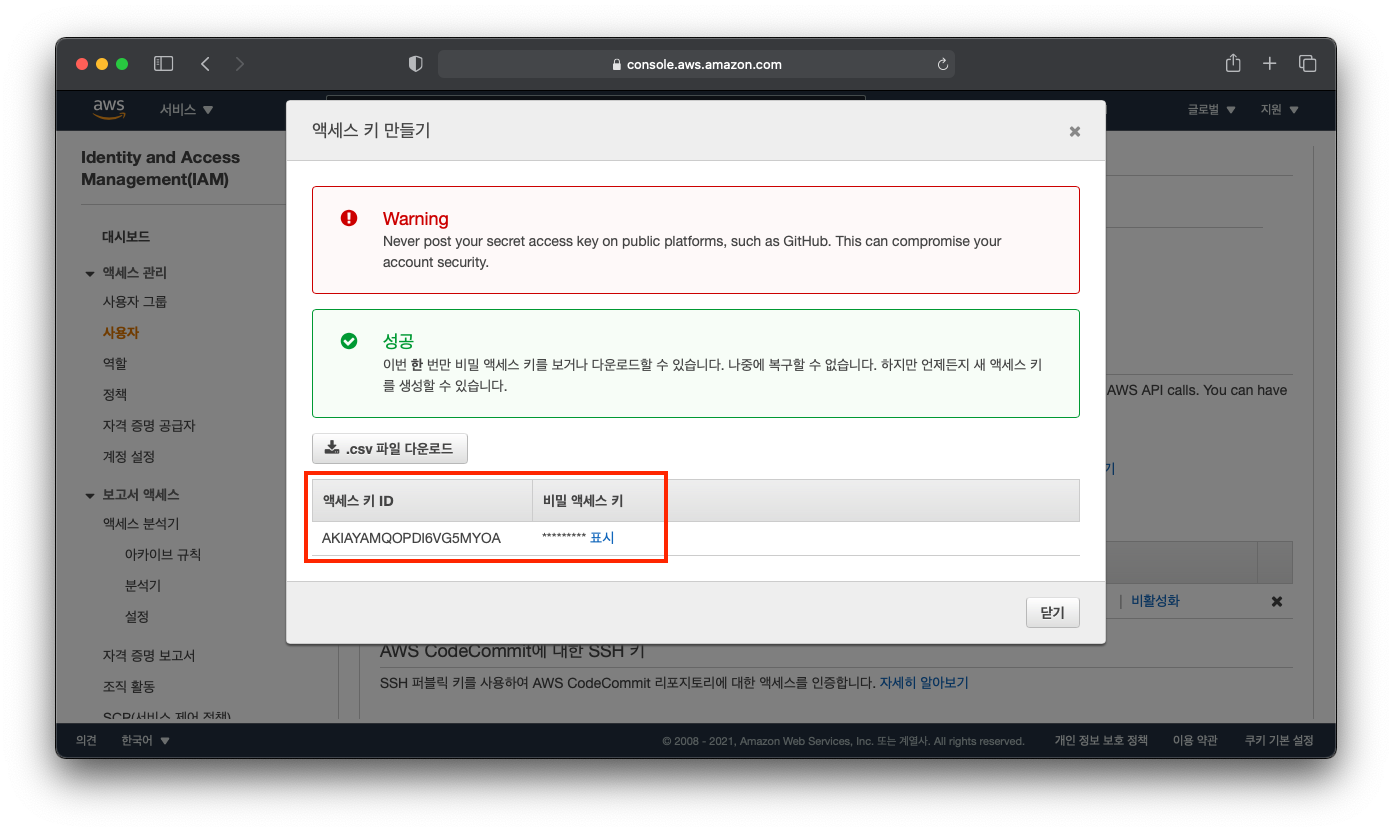 console.aws.amazon.com
aws
서비스
글로벌
지원
액세스 키 만들기
Identity and Access
Management(IAM)
대시보드
액세스 관리
사용자 그룹
사용자
역할
정책
자격 증명 공급자
계정 설정
보고서 액세스
액세스 분석기
아카이브 규칙
분석기
설정
자격 증명 보고서
조직 활동
SCP(서비스 제어 정책)
Warning
Never post your secret access key on public platforms, such as GitHub. This can compromise your
account security.
성공
이번 한 번만 비밀 액세스 키를 보거나 다운로드할 수 있습니다. 나중에 복구할 수 없습니다. 하지만 언제든지 새 액세스 키
를 생성할 수 있습니다.
.csv 파일 다운로드
액세스 키 ID
비밀 액세스 키
AKIAYAMQOPDI6VG5MYOA
********* 표시
닫기
AWS API calls. You can have
기
| 비활성화
AWS CodeCommit에 대한 SSH 키
SSH 퍼블릭 키를 사용하여 AWS CodeCommit 리포지토리에 대한 액세스를 인증합니다. 자세히 알아보기
의견
한국어
© 2008 - 2021, Amazon Web Services, Inc. 또는 계열사. All rights reserved.
개인 정보 보호 정책
이용 약관
쿠키 기본 설정